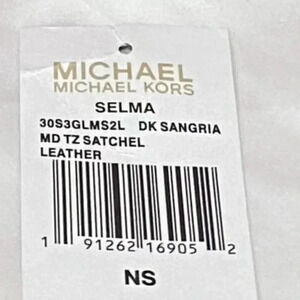 MICHAEL
MICHAEL KORS
SELMA
30S3GLMS2L DK SANGRIA
MD TZ SATCHEL
LEATHER
1 91262 16905 2
NS